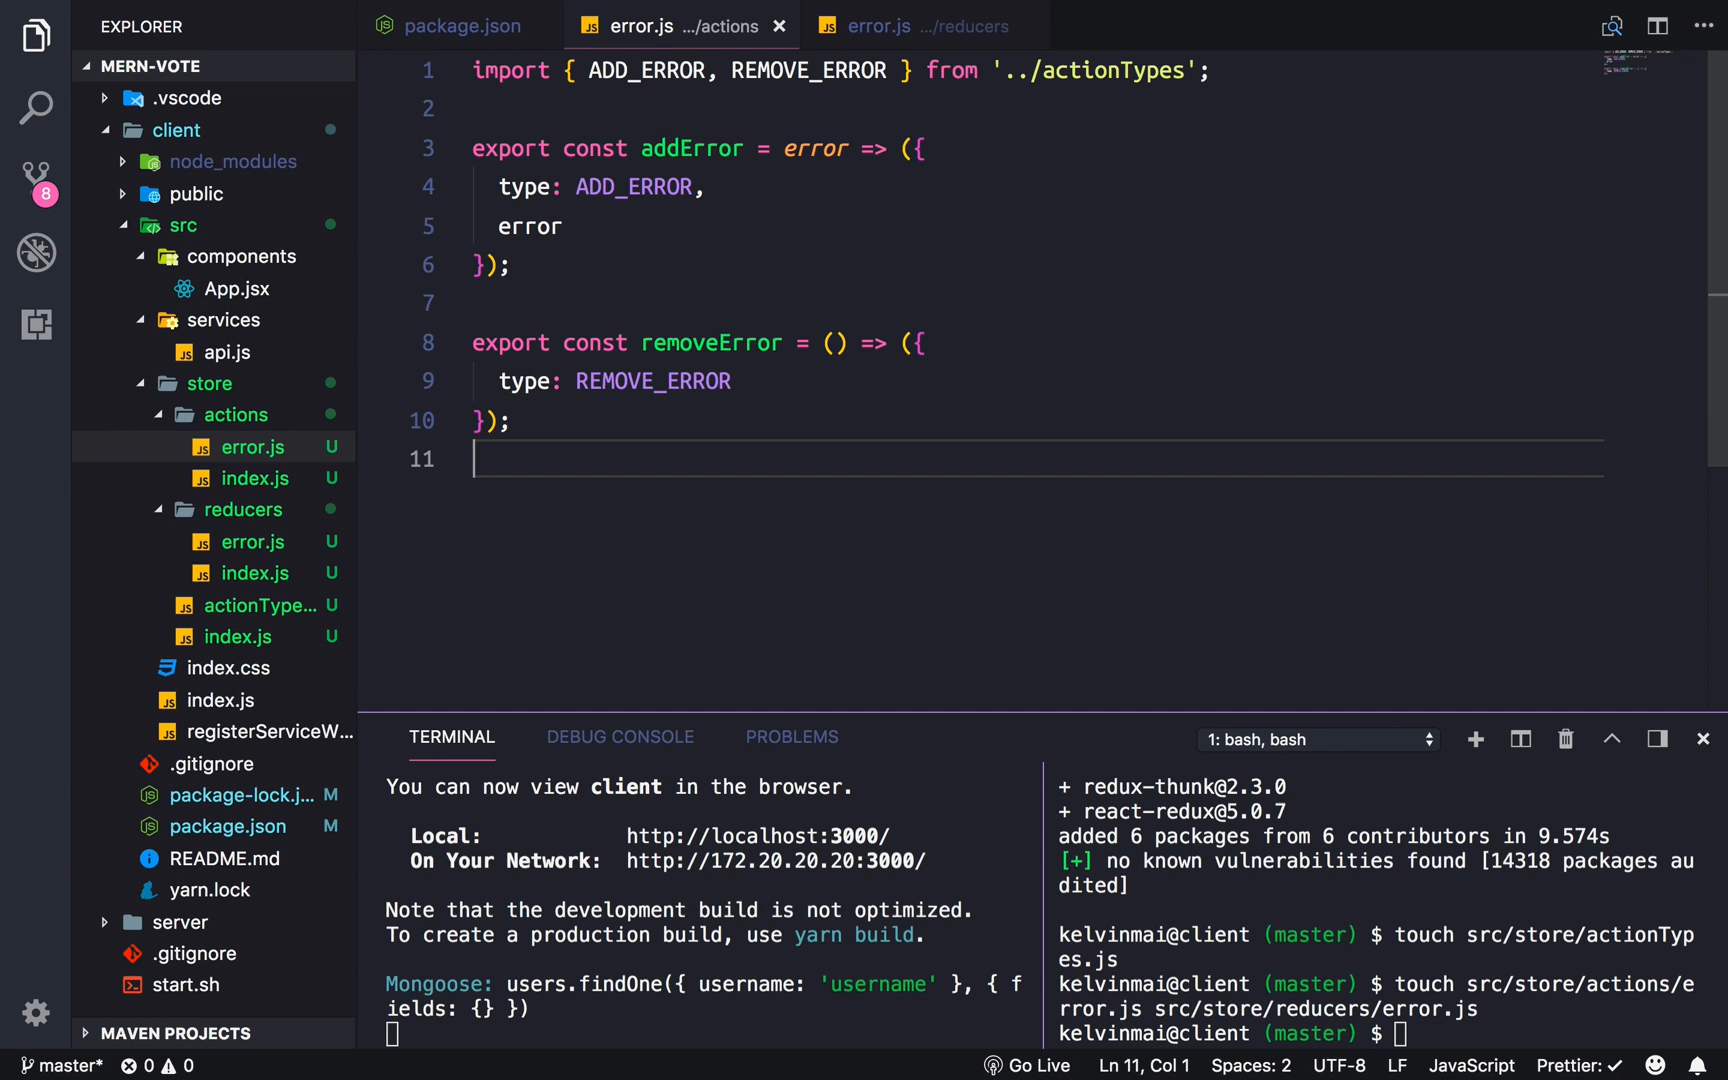 EXPLORER
MERN-VOTE
.vscode
client
node_modules
public
src
components
App.jsx
services
api.js
store
actions
error.js U
index.js U
reducers
error.js U
index.js U
actionType... U
index.js U
index.css
index.js
registerServiceW...
.gitignore
package-lock.j... M
package.json M
README.md
yarn.lock
server
.gitignore
start.sh
MAVEN PROJECTS
8
package.json
error.js .../actions
error.js .../reducers
1 import { ADD_ERROR, REMOVE_ERROR } from '../actionTypes';
2
3 export const addError = error => ({
4 type: ADD_ERROR,
5 error
6 });
7
8 export const removeError = () => ({
9 type: REMOVE_ERROR
10 });
11
TERMINAL DEBUG CONSOLE PROBLEMS
1: bash, bash
You can now view client in the browser.
Local: http://localhost:3000/
On Your Network: http://172.20.20.20:3000/
Note that the development build is not optimized.
To create a production build, use yarn build.
Mongoose: users.findOne({ username: 'username' }, { f
ields: {} })
+ redux-thunk@2.3.0
+ react-redux@5.0.7
added 6 packages from 6 contributors in 9.574s
[+] no known vulnerabilities found [14318 packages au
dited]
kelvinmai@client (master) $ touch src/store/actionTyp
es.js
kelvinmai@client (master) $ touch src/store/actions/e
rror.js src/store/reducers/error.js
kelvinmai@client (master) $
master* 0 0
Go Live Ln 11, Col 1 Spaces: 2 UTF-8 LF JavaScript Prettier: ✓